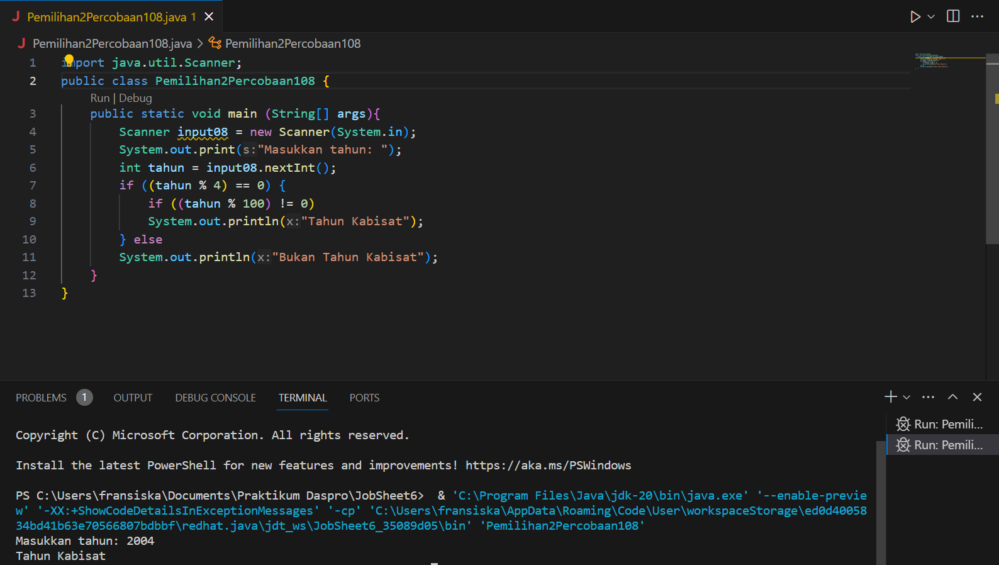 J Pemilihan2Percobaan108.java 1
J Pemilihan2Percobaan108.java > Pemilihan2Percobaan108
1 import java.util.Scanner;
2 public class Pemilihan2Percobaan108 {
Run | Debug
3 public static void main (String[] args){
4 Scanner input08 = new Scanner(System.in);
5 System.out.print(s:"Masukkan tahun: ");
6 int tahun = input08.nextInt();
7 if ((tahun % 4) == 0) {
8 if ((tahun % 100) != 0)
9 System.out.println(x:"Tahun Kabisat");
10 } else
11 System.out.println(x:"Bukan Tahun Kabisat");
12 }
13 }
PROBLEMS 1 OUTPUT DEBUG CONSOLE TERMINAL PORTS
Copyright (C) Microsoft Corporation. All rights reserved.
Install the latest PowerShell for new features and improvements! https://aka.ms/PSWindows
PS C:\Users\fransiska\Documents\Praktikum Daspro\JobSheet6>  & 'C:\Program Files\Java\jdk-20\bin\java.exe' '--enable-previe
w' '-XX:+ShowCodeDetailsInExceptionMessages' '-cp' 'C:\Users\fransiska\AppData\Roaming\Code\User\workspaceStorage\ed0d40058
34bd41b63e70566807bdbbf\redhat.java\jdt_ws\JobSheet6_35089d05\bin' 'Pemilihan2Percobaan108'
Masukkan tahun: 2004
Tahun Kabisat
Run: Pemili...
Run: Pemili...